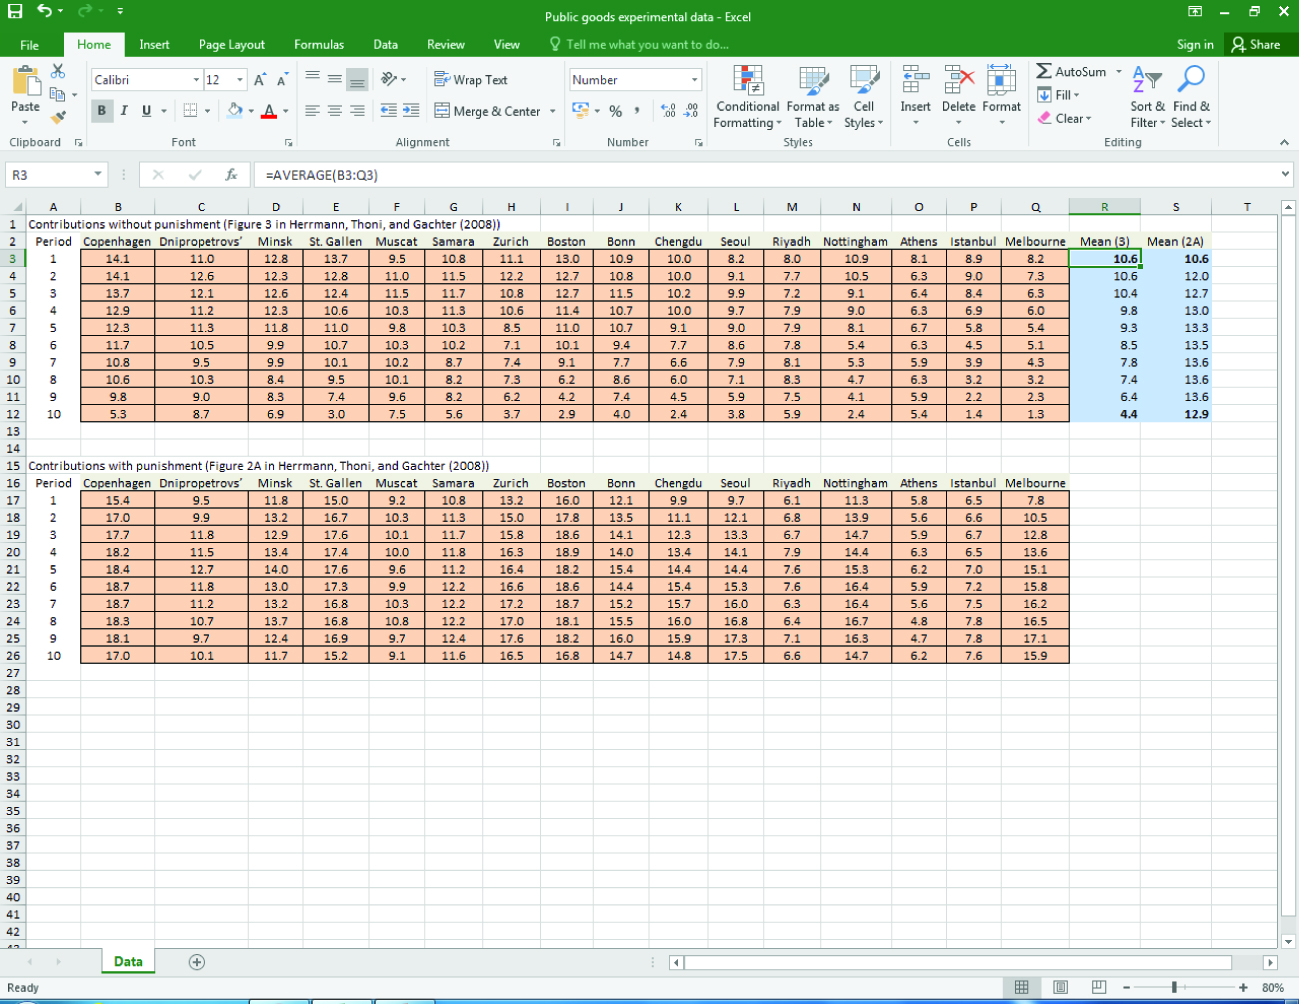 Public goods experimental data - Excel
File Home Insert Page Layout Formulas Data Review View Tell me what you want to do... Sign in Share
Calibri 12 Wrap Text Number AutoSum
Fill
Paste B I U Merge & Center % , Conditional Formatting Format as Table Cell Styles Insert Delete Format Clear Sort & Filter Find & Select
Clipboard Font Alignment Number Styles Cells Editing
R3 fx =AVERAGE(B3:Q3)
A B C D E F G H I J K L M N O P Q R S T
1 Contributions without punishment (Figure 3 in Herrmann, Thoni, and Gachter (2008))
2 Period Copenhagen Dnipropetrovs' Minsk St. Gallen Muscat Samara Zurich Boston Bonn Chengdu Seoul Riyadh Nottingham Athens Istanbul Melbourne Mean (3) Mean (2A)
3 1 14.1 11.0 12.8 13.7 9.5 10.8 11.1 13.0 10.9 10.0 8.2 8.0 10.9 8.1 8.9 8.2 10.6 10.6
4 2 14.1 12.6 12.3 12.8 11.0 11.5 12.2 12.7 10.8 10.0 9.1 7.7 10.5 6.3 9.0 7.3 10.6 12.0
5 3 13.7 12.1 12.6 12.4 11.5 11.7 10.8 12.7 11.5 10.2 9.9 7.2 9.1 6.4 8.4 6.3 10.4 12.7
6 4 12.9 11.2 12.3 10.6 10.3 11.3 10.6 11.4 10.7 10.0 9.7 7.9 9.0 6.3 6.9 6.0 9.8 13.0
7 5 12.3 11.3 11.8 11.0 9.8 10.3 8.5 11.0 10.7 9.1 9.0 7.9 8.1 6.7 5.8 5.4 9.3 13.3
8 6 11.7 10.5 9.9 10.7 10.3 10.2 7.1 10.1 9.4 7.7 8.6 7.8 5.4 6.3 4.5 5.1 8.5 13.5
9 7 10.8 9.5 9.9 10.1 10.2 8.7 7.4 9.1 7.7 6.6 7.9 8.1 5.3 5.9 3.9 4.3 7.8 13.6
10 8 10.6 10.3 8.4 9.5 10.1 8.2 7.3 6.2 8.6 6.0 7.1 8.3 4.7 6.3 3.2 3.2 7.4 13.6
11 9 9.8 9.0 8.3 7.4 9.6 8.2 6.2 4.2 7.4 4.5 5.9 7.5 4.1 5.9 2.2 2.3 6.4 13.6
12 10 5.3 8.7 6.9 3.0 7.5 5.6 3.7 2.9 4.0 2.4 3.8 5.9 2.4 5.4 1.4 1.3 4.4 12.9
13
14
15 Contributions with punishment (Figure 2A in Herrmann, Thoni, and Gachter (2008))
16 Period Copenhagen Dnipropetrovs' Minsk St. Gallen Muscat Samara Zurich Boston Bonn Chengdu Seoul Riyadh Nottingham Athens Istanbul Melbourne
17 1 15.4 9.5 11.8 15.0 9.2 10.8 13.2 16.0 12.1 9.9 9.7 6.1 11.3 5.8 6.5 7.8
18 2 17.0 9.9 13.2 16.7 10.3 11.3 15.0 17.8 13.5 11.1 12.1 6.8 13.9 5.6 6.6 10.5
19 3 17.7 11.8 12.9 17.6 10.1 11.7 15.8 18.6 14.1 12.3 13.3 6.7 14.7 5.9 6.7 12.8
20 4 18.2 11.5 13.4 17.4 10.0 11.8 16.3 18.9 14.0 13.4 14.1 7.9 14.4 6.3 6.5 13.6
21 5 18.4 12.7 14.0 17.6 9.6 11.2 16.4 18.2 15.4 14.4 14.4 7.6 15.3 6.2 7.0 15.1
22 6 18.7 11.8 13.0 17.3 9.9 12.2 16.6 18.6 14.4 15.4 15.3 7.6 16.4 5.9 7.2 15.8
23 7 18.7 11.2 13.2 16.8 10.3 12.2 17.2 18.7 15.2 15.7 16.0 6.3 16.4 5.6 7.5 16.2
24 8 18.3 10.7 13.7 16.8 10.8 12.2 17.0 18.1 15.5 16.0 16.8 6.4 16.7 4.8 7.8 16.5
25 9 18.1 9.7 12.4 16.9 9.7 12.4 17.6 18.2 16.0 15.9 17.3 7.1 16.3 4.7 7.8 17.1
26 10 17.0 10.1 11.7 15.2 9.1 11.6 16.5 16.8 14.7 14.8 17.5 6.6 14.7 6.2 7.6 15.9
27
28
29
30
31
32
33
34
35
36
37
38
39
40
41
42
Data
Ready 80%